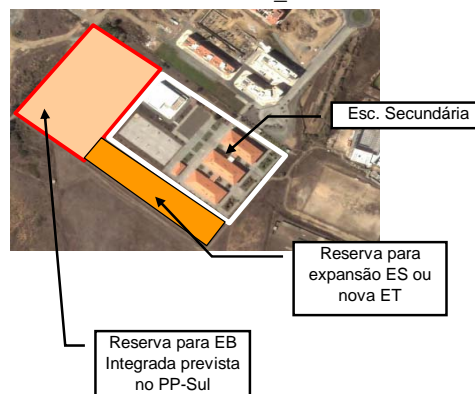 Esc. Secundária
Reserva para
expansão ES ou
nova ET
Reserva para EB
Integrada prevista
no PP-Sul